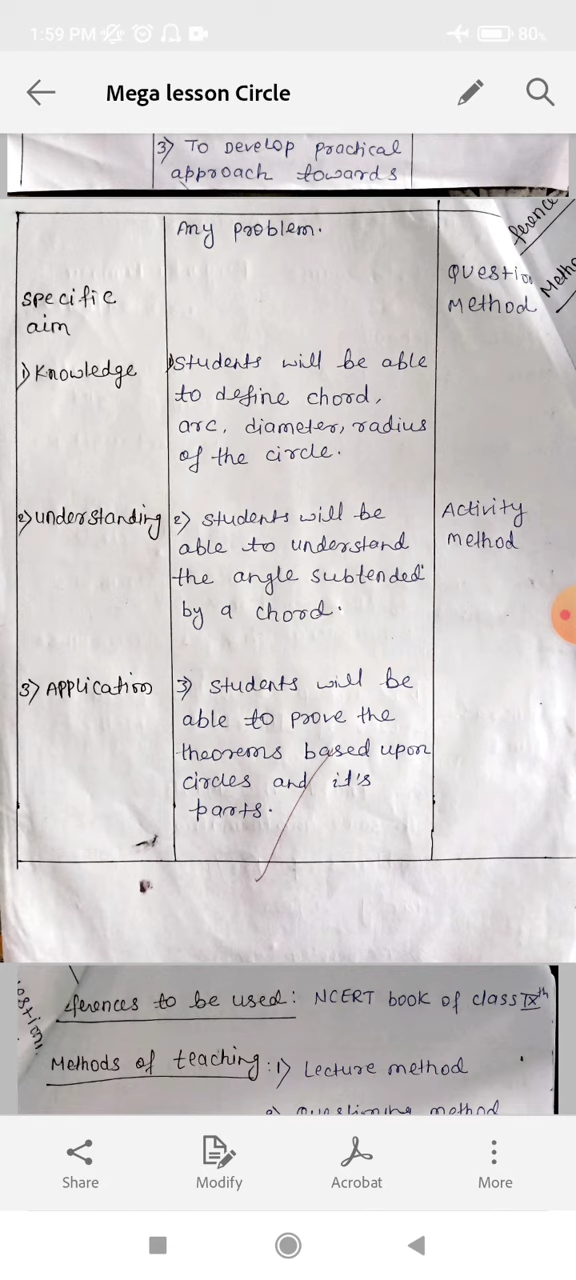 1:59 PM
80%
Mega lesson Circle
3) To Develop practical
approach towards
Any problem.
Question
Method
ference
Metho
specific
aim
1) Knowledge
1) students will be able
to define chord,
arc, diameter, radius
of the circle.
2) understanding
2) students will be
able to understand
the angle subtended
by a chord.
Activity
method
3) Application
3) students will be
able to prove the
theorems based upon
circles and it's
parts.
ferences to be used: NCERT book of class IXth
estion.
Methods of teaching: 1) Lecture method
method
Share
Modify
Acrobat
More